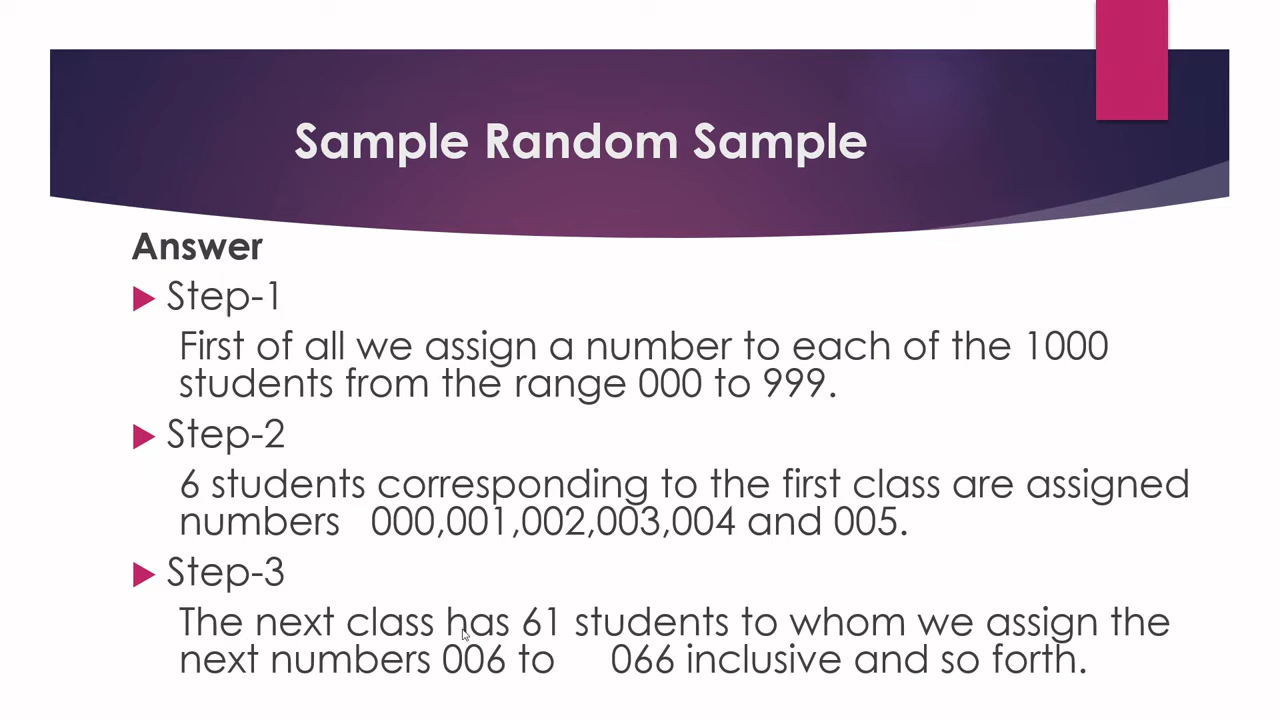 Sample Random Sample
Answer
Step-1
First of all we assign a number to each of the 1000
students from the range 000 to 999.
Step-2
6 students corresponding to the first class are assigned
numbers 000,001,002,003,004 and 005.
Step-3
The next class has 61 students to whom we assign the
next numbers 006 to 066 inclusive and so forth.